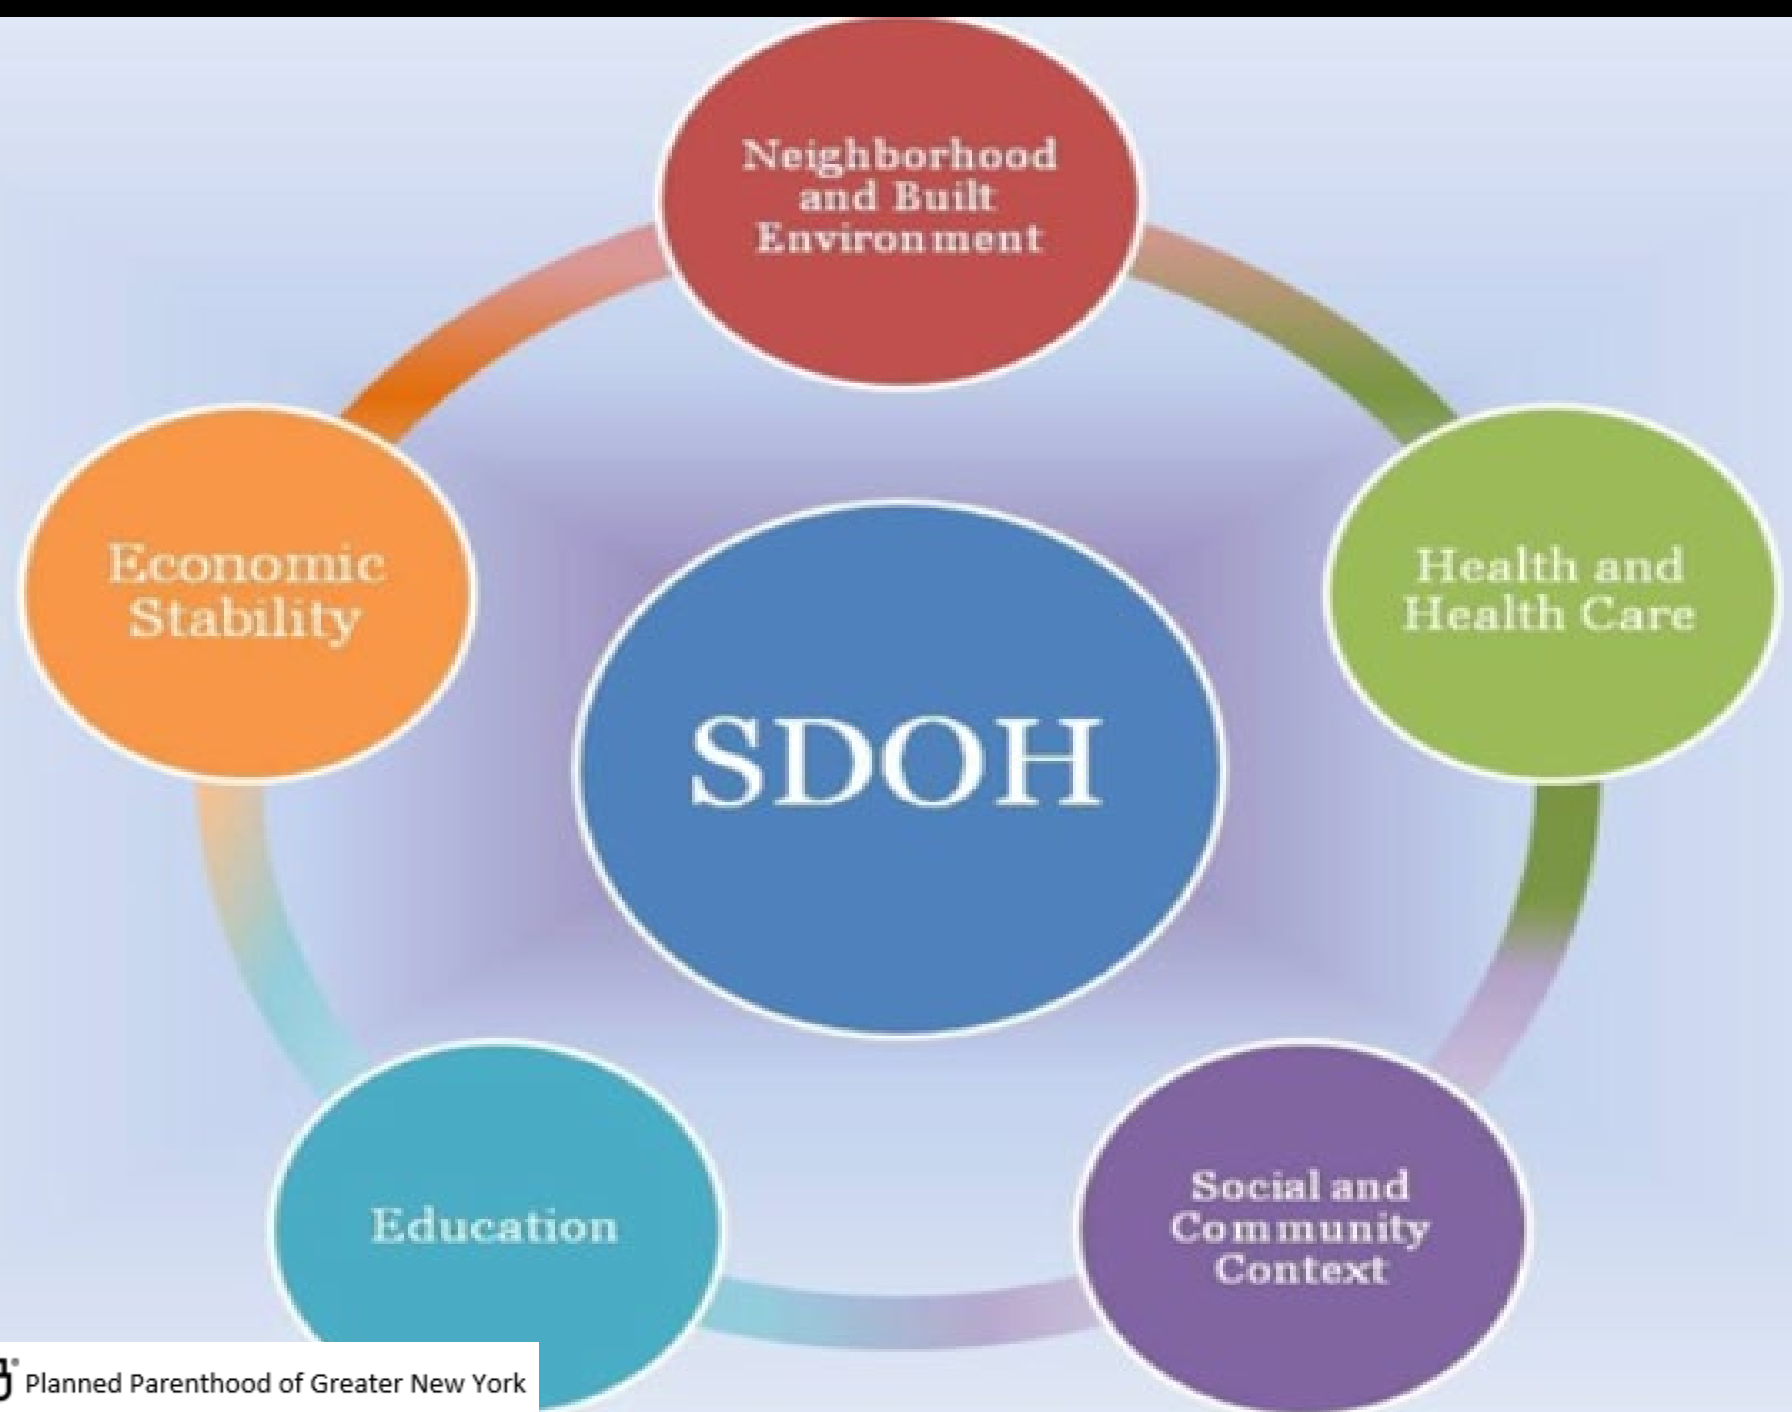 Neighborhood
and Built
Environment
Economic
Stability
Health and
Health Care
SDOH
Education
Social and
Community
Context
Planned Parenthood of Greater New York